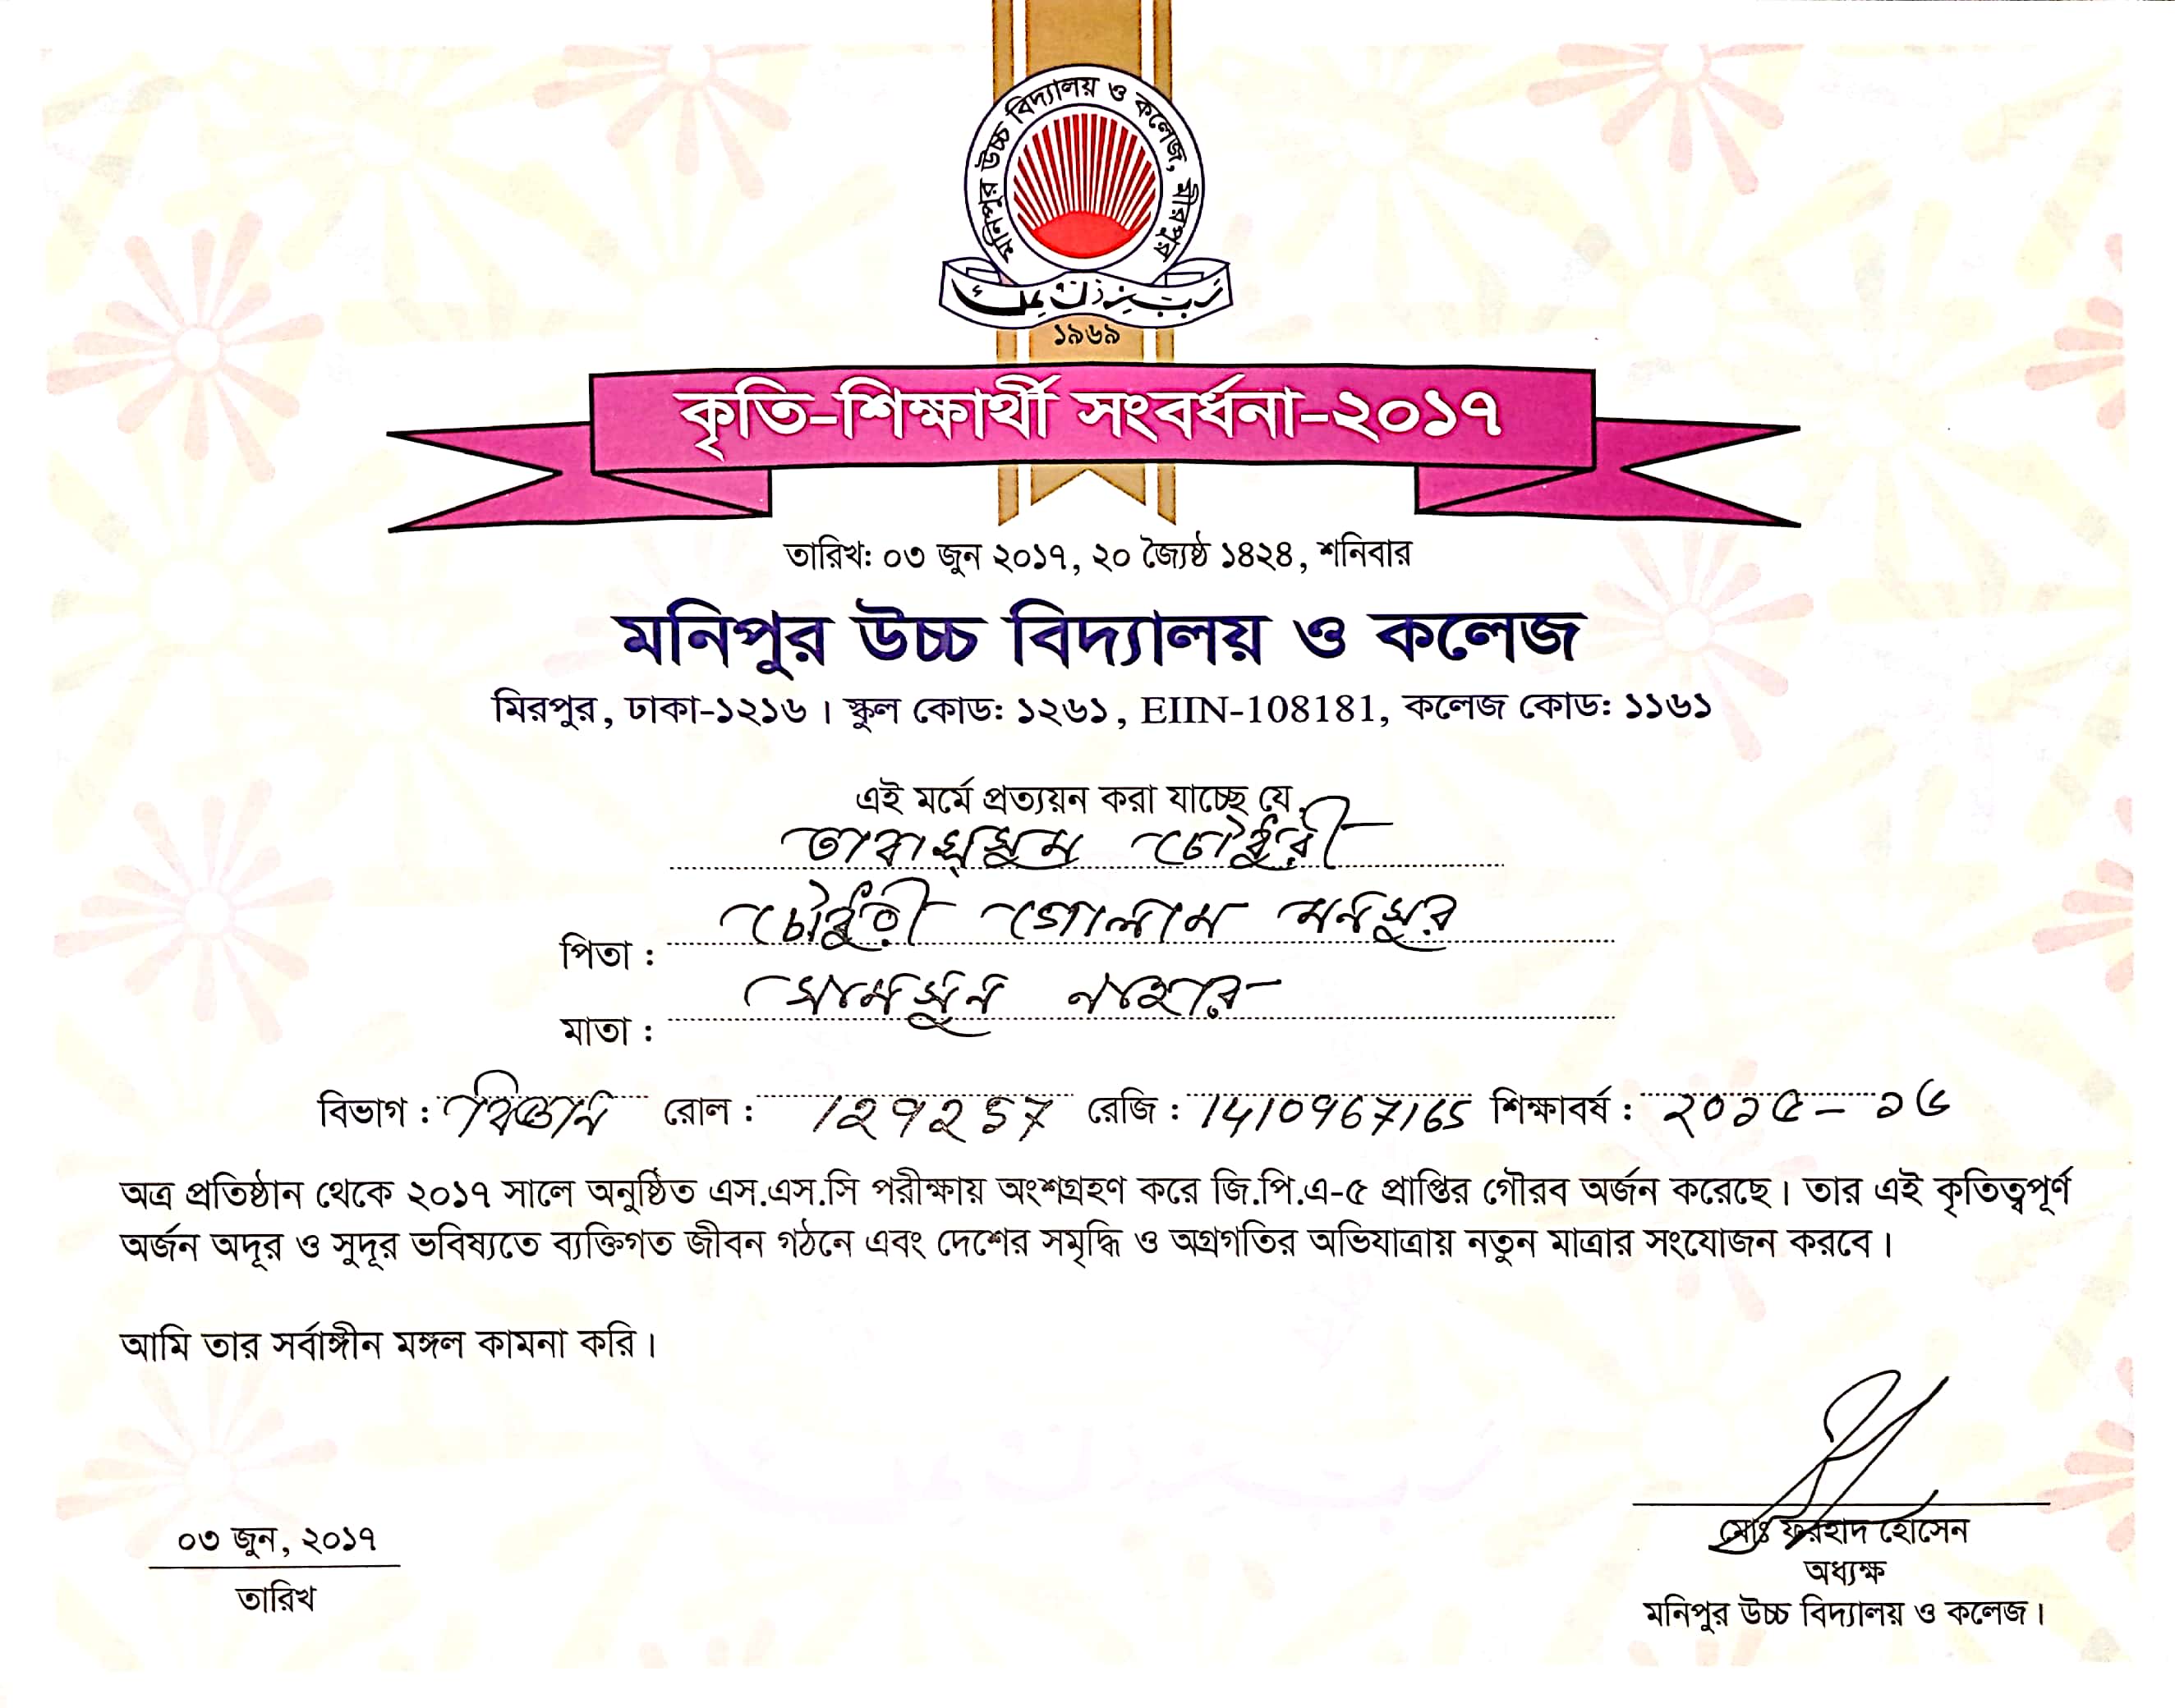 মনিপুর উচ্চ বিদ্যালয় ও কলেজ, মীরপুর
১৯৬৯
কৃতি-শিক্ষার্থী সংবর্ধনা-২০১৭
তারিখ: ০৩ জুন ২০১৭, ২০ জ্যৈষ্ঠ ১৪২৪, শনিবার
মনিপুর উচ্চ বিদ্যালয় ও কলেজ
মিরপুর, ঢাকা-১২১৬। স্কুল কোড: ১২৬১, EIIN-108181, কলেজ কোড: ১১৬১
এই মর্মে প্রত্যয়ন করা যাচ্ছে যে,
তাবাস্সুম চৌধুরী
পিতা : চৌধুরী গোলাম মনসুর
মাতা : নাহার
বিভাগ : বিজ্ঞান রোল : রেজি : 1410967165 শিক্ষাবর্ষ : ২০১৫-১৬
অত্র প্রতিষ্ঠান থেকে ২০১৭ সালে অনুষ্ঠিত এস.এস.সি পরীক্ষায় অংশগ্রহণ করে জি.পি.এ-৫ প্রাপ্তির গৌরব অর্জন করেছে। তার এই কৃতিত্বপূর্ণ
অর্জন অদূর ও সুদূর ভবিষ্যতে ব্যক্তিগত জীবন গঠনে এবং দেশের সমৃদ্ধি ও অগ্রগতির অভিযাত্রায় নতুন মাত্রার সংযোজন করবে।
আমি তার সর্বাঙ্গীন মঙ্গল কামনা করি।
০৩ জুন, ২০১৭
তারিখ
মোঃ ফরহাদ হোসেন
অধ্যক্ষ
মনিপুর উচ্চ বিদ্যালয় ও কলেজ।